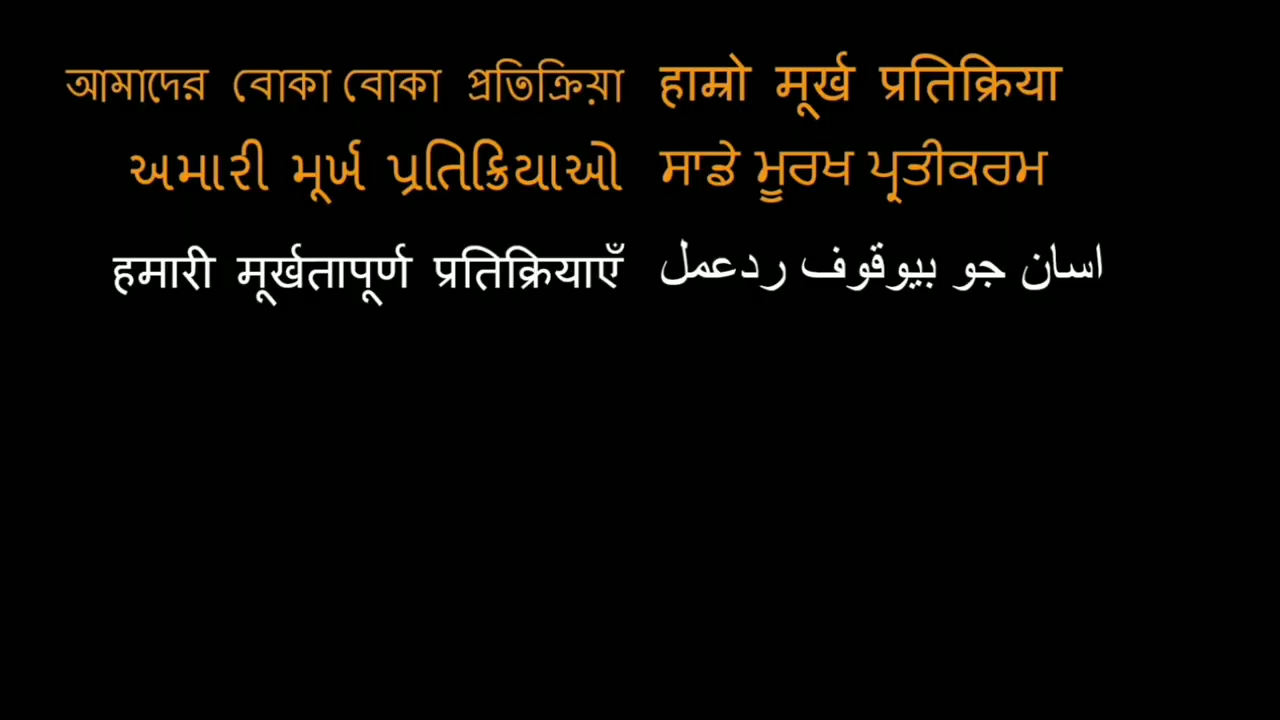 আমাদের বোকা বোকা প্রতিক্রিয়া हाम्रो मूर्ख प्रतिक्रिया
અમારી મૂર્ખ પ્રતિક્રિયાઓ ਸਾਡੇ ਮੂਰਖ ਪ੍ਰਤੀਕਰਮ
हमारी मूर्खतापूर्ण प्रतिक्रियाएँ اسان جو بيوقوف ردعمل